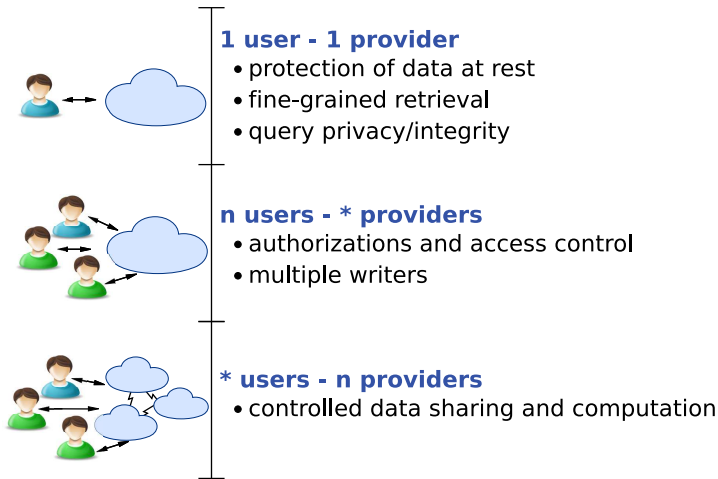 1 user - 1 provider
• protection of data at rest
• fine-grained retrieval
• query privacy/integrity
n users - * providers
• authorizations and access control
• multiple writers
* users - n providers
• controlled data sharing and computation